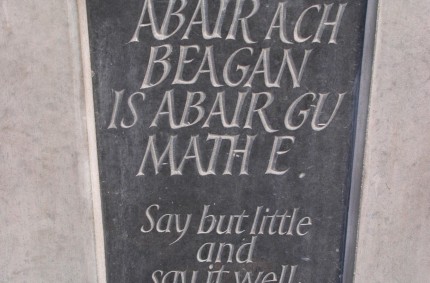 ABAIR ACH
BEAGAN
IS ABAIR GU
MATH E.
Say but little
and
say it well.